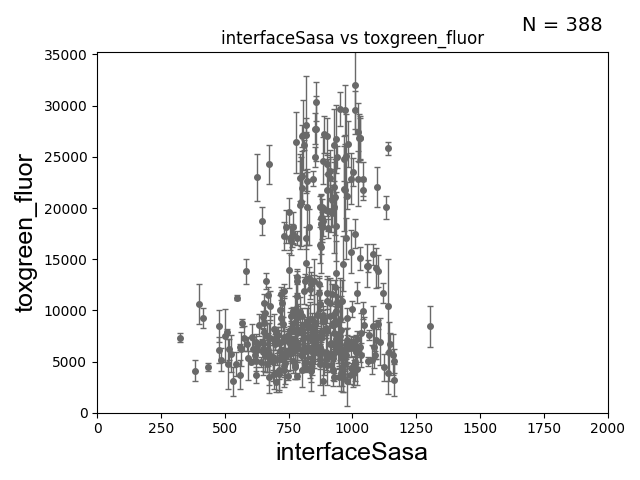 N = 388
interfaceSasa vs toxgreen_fluor
35000
30000
25000
20000
15000
10000
5000
0
toxgreen_fluor
0 250 500 750 1000 1250 1500 1750 2000
interfaceSasa